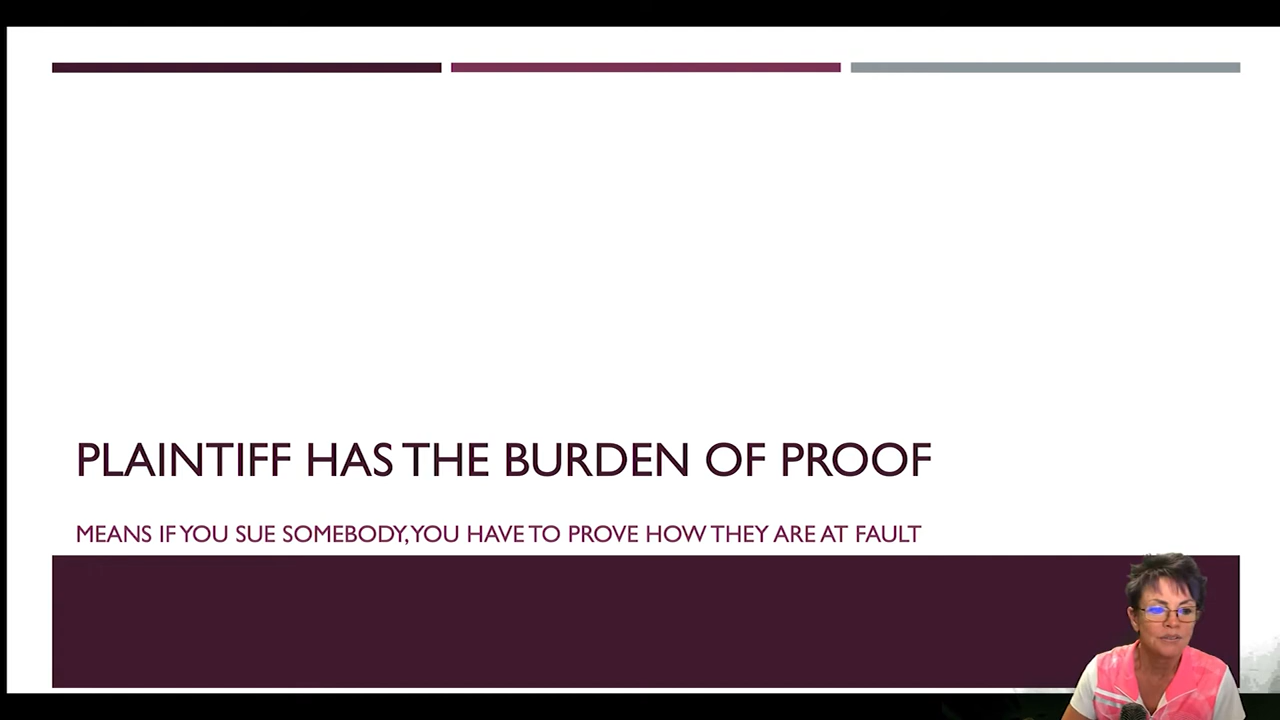 PLAINTIFF HAS THE BURDEN OF PROOF
MEANS IF YOU SUE SOMEBODY, YOU HAVE TO PROVE HOW THEY ARE AT FAULT